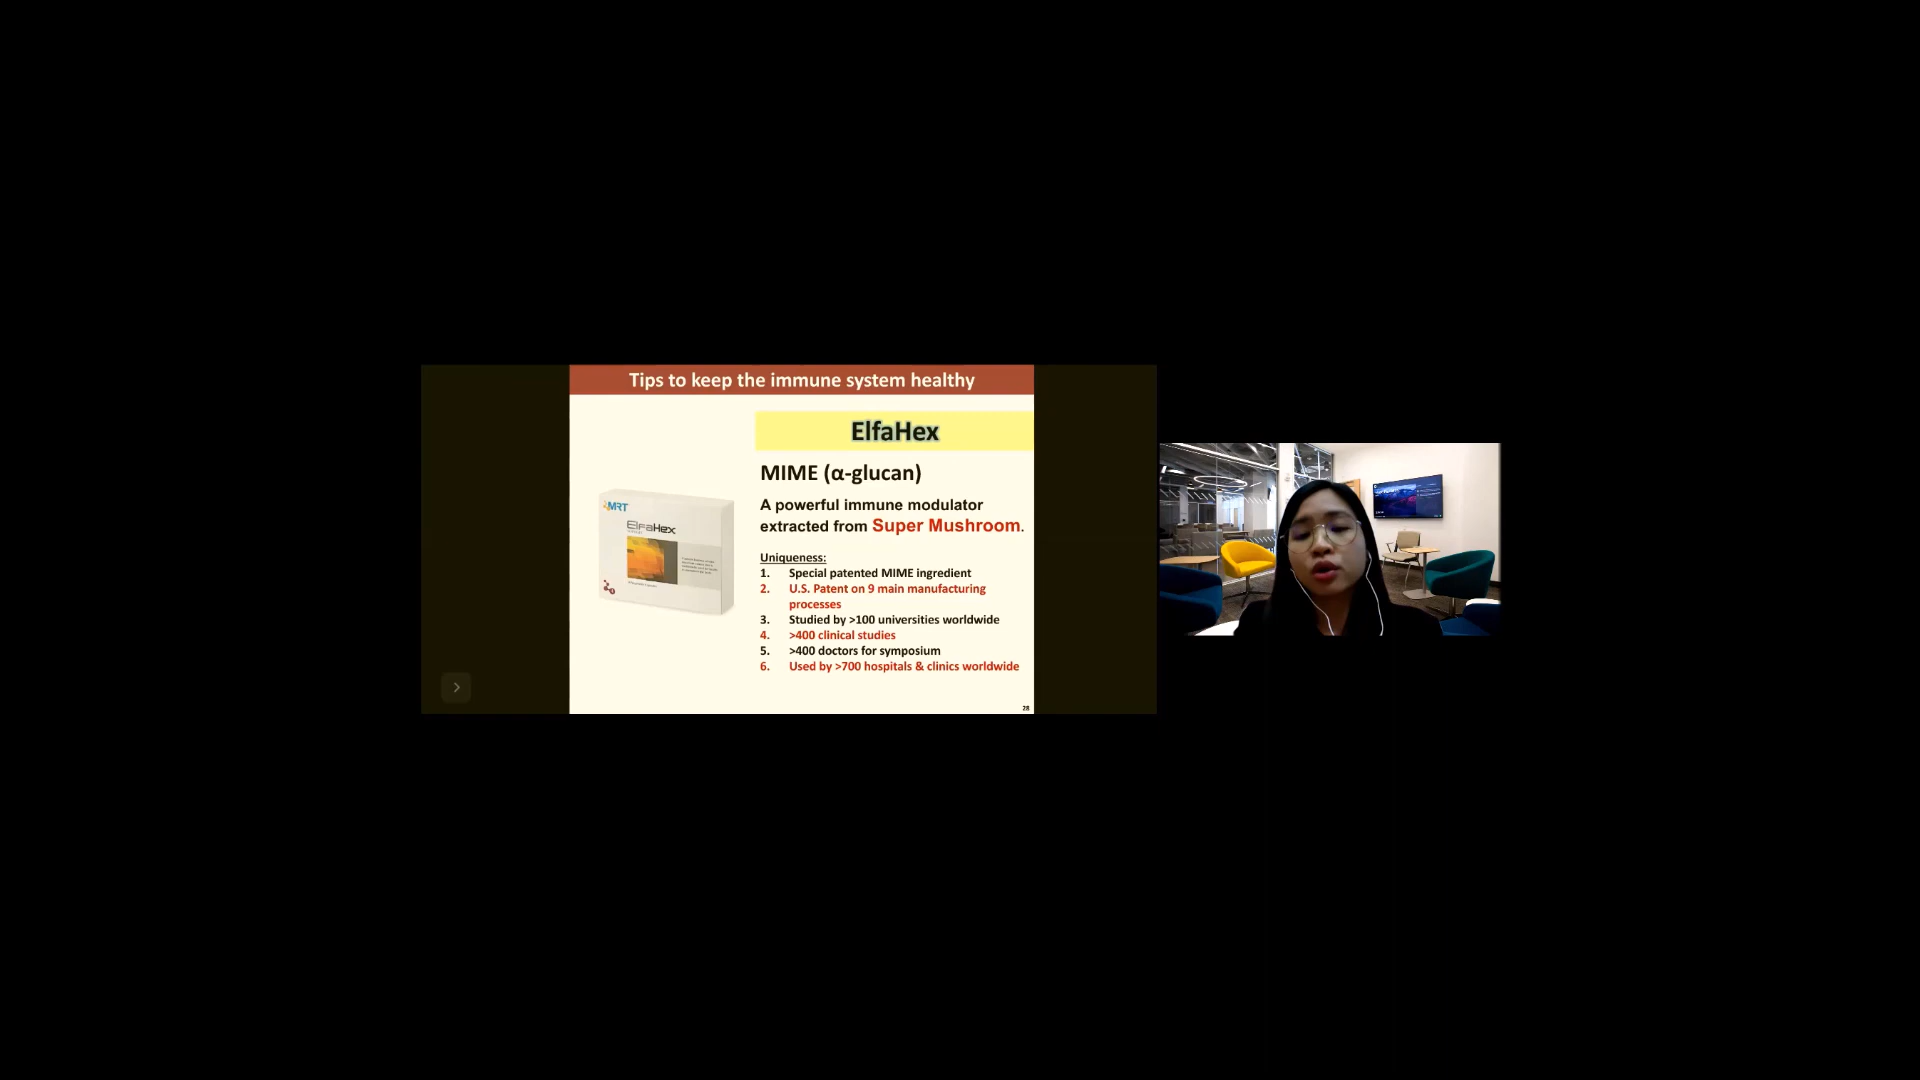 Tips to keep the immune system healthy
ElfaHex
MIME (α-glucan)
A powerful immune modulator
extracted from Super Mushroom.
MRT
ElfaHex
Uniqueness:
1. Special patented MIME ingredient
2. U.S. Patent on 9 main manufacturing
processes
3. Studied by >100 universities worldwide
4. >400 clinical studies
5. >400 doctors for symposium
6. Used by >700 hospitals & clinics worldwide
28